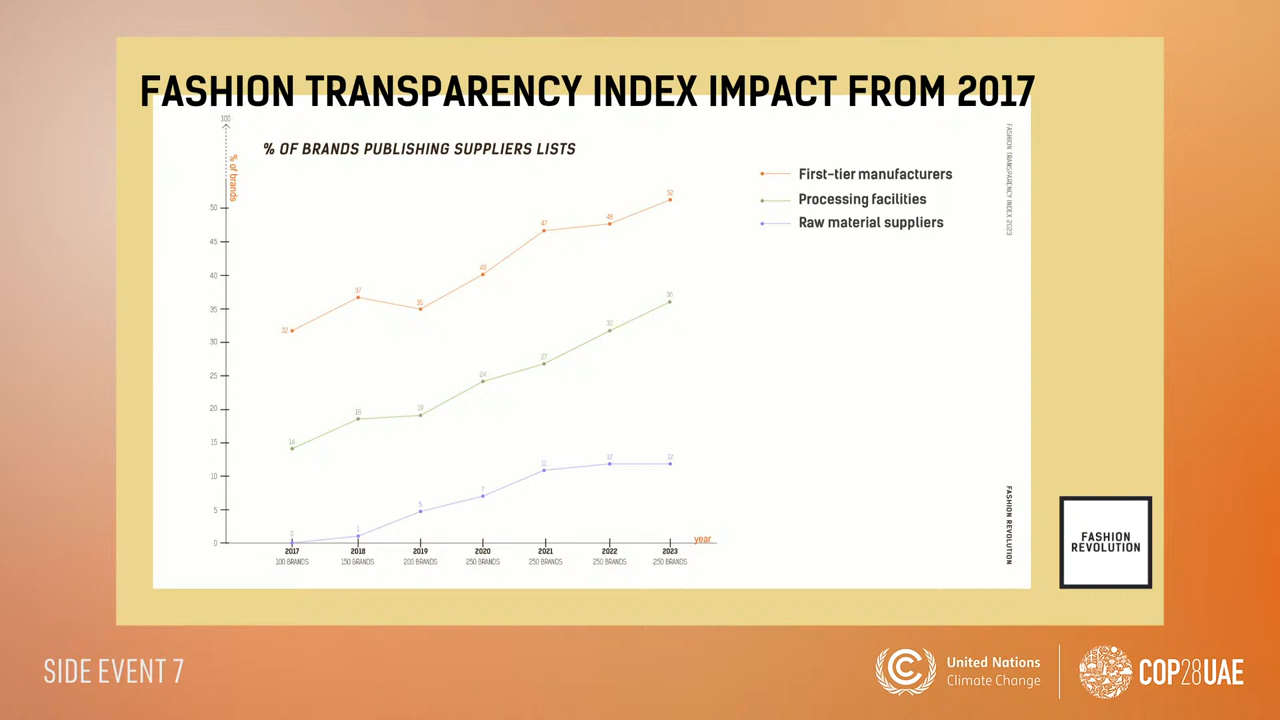 FASHION TRANSPARENCY INDEX IMPACT FROM 2017
100
% of brands
% OF BRANDS PUBLISHING SUPPLIERS LISTS
First-tier manufacturers
Processing facilities
Raw material suppliers
FASHION TRANSPARENCY INDEX 2023
50
45
40
35
30
25
20
15
10
5
0
32
37
35
40
47
48
52
14
18
19
24
27
32
36
0
1
5
7
11
12
12
year
2017
2018
2019
2020
2021
2022
2023
100 BRANDS
150 BRANDS
200 BRANDS
250 BRANDS
250 BRANDS
250 BRANDS
250 BRANDS
FASHION REVOLUTION
FASHION
REVOLUTION
SIDE EVENT 7
United Nations
Climate Change
COP28UAE